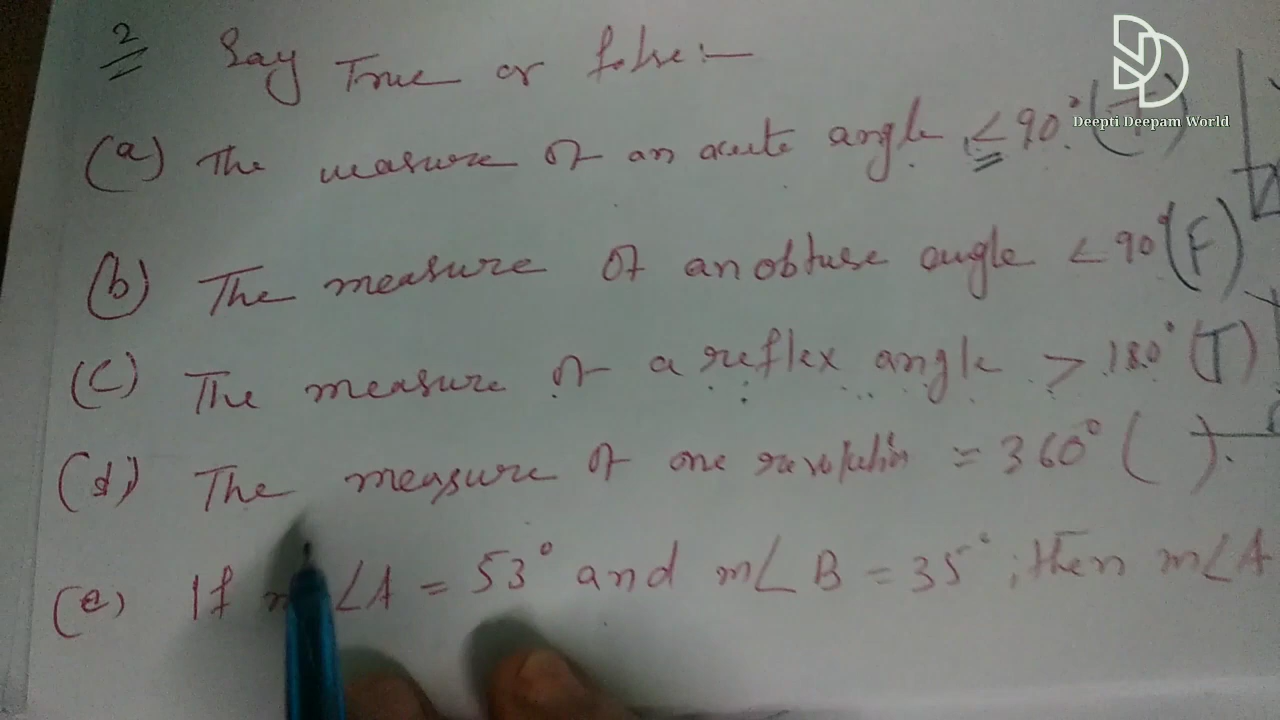 2 Say True or false:-
Deepti Deepam World
(a) The measure of an acute angle < 90° (T)
(b) The measure of an obtuse angle < 90° (F)
(c) The measure of a reflex angle > 180° (T)
(d) The measure of one revolution = 360° ( ).
(e) If m∠A = 53° and m∠B = 35°, then m∠A